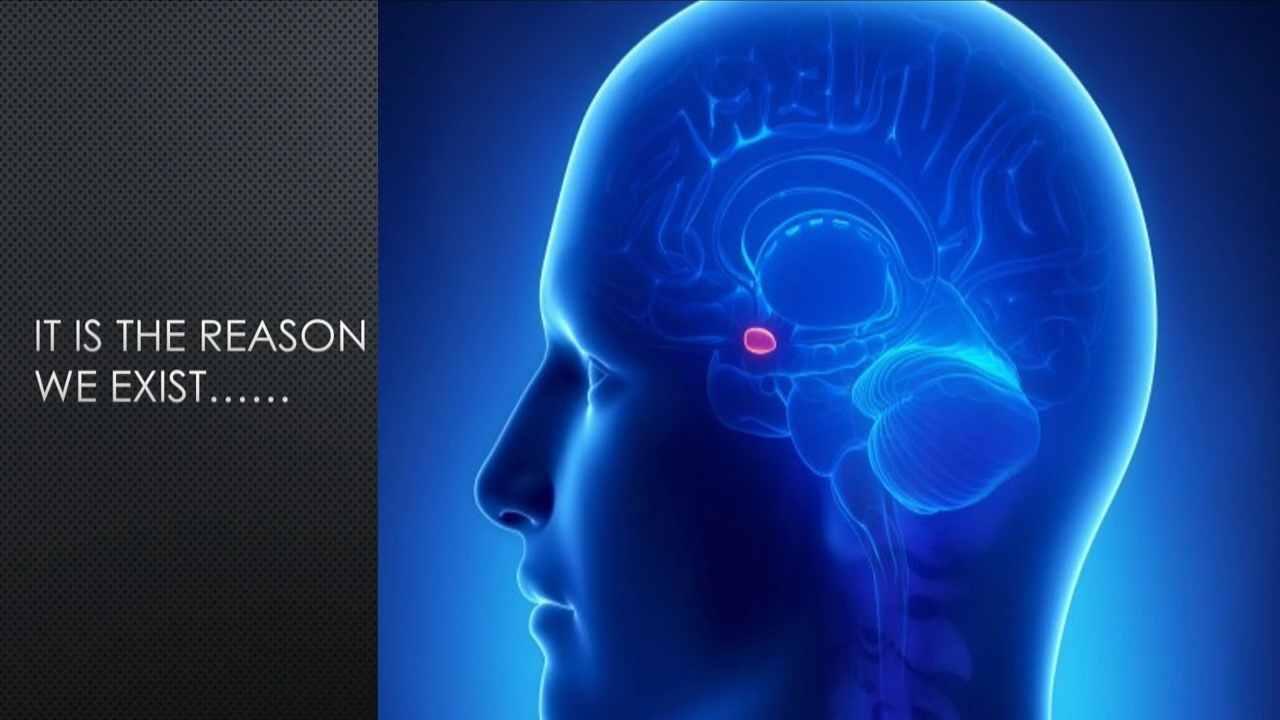 IT IS THE REASON
WE EXIST……